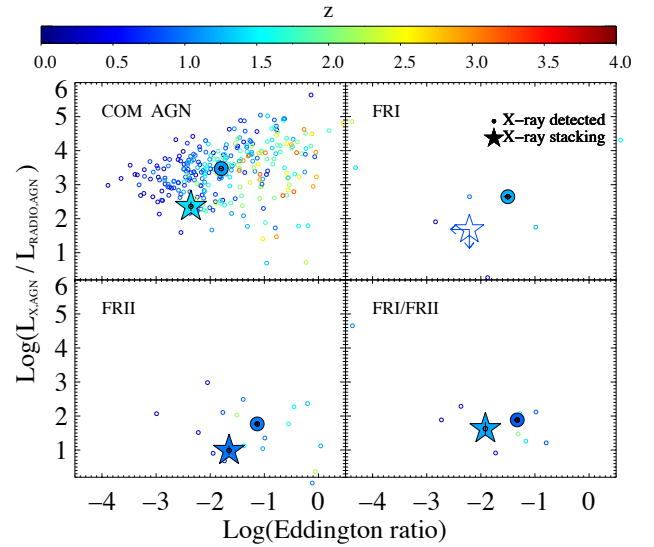 z
0.0 0.5 1.0 1.5 2.0 2.5 3.0 3.5 4.0
6
5
4
3
2
1
COM AGN
FRI
X-ray detected
X-ray stacking
6
5
4
3
2
1
FRII
FRI/FRII
Log(L_X,AGN / L_RADIO,AGN)
−4 −3 −2 −1 0 −4 −3 −2 −1 0
Log(Eddington ratio)